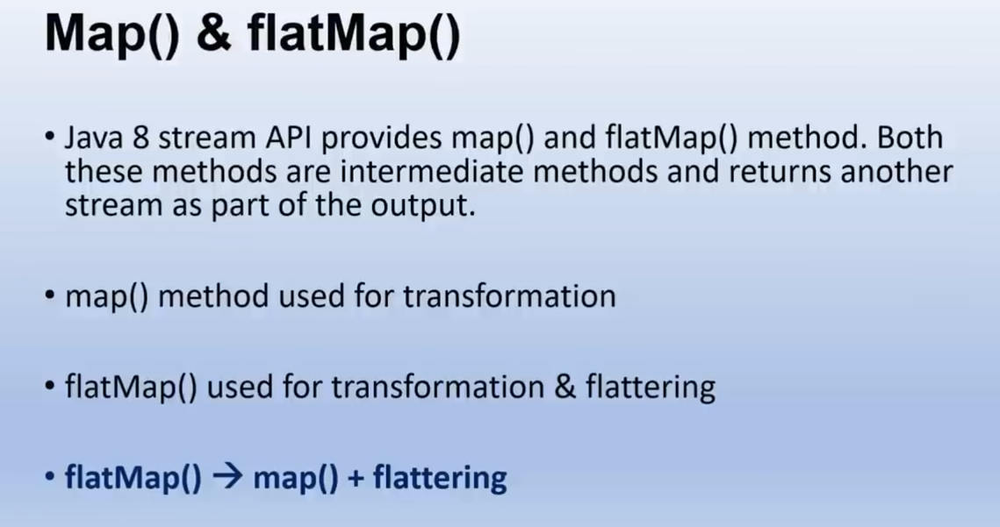 Map() & flatMap()
• Java 8 stream API provides map() and flatMap() method. Both
these methods are intermediate methods and returns another
stream as part of the output.
• map() method used for transformation
• flatMap() used for transformation & flattering
• flatMap() → map() + flattering